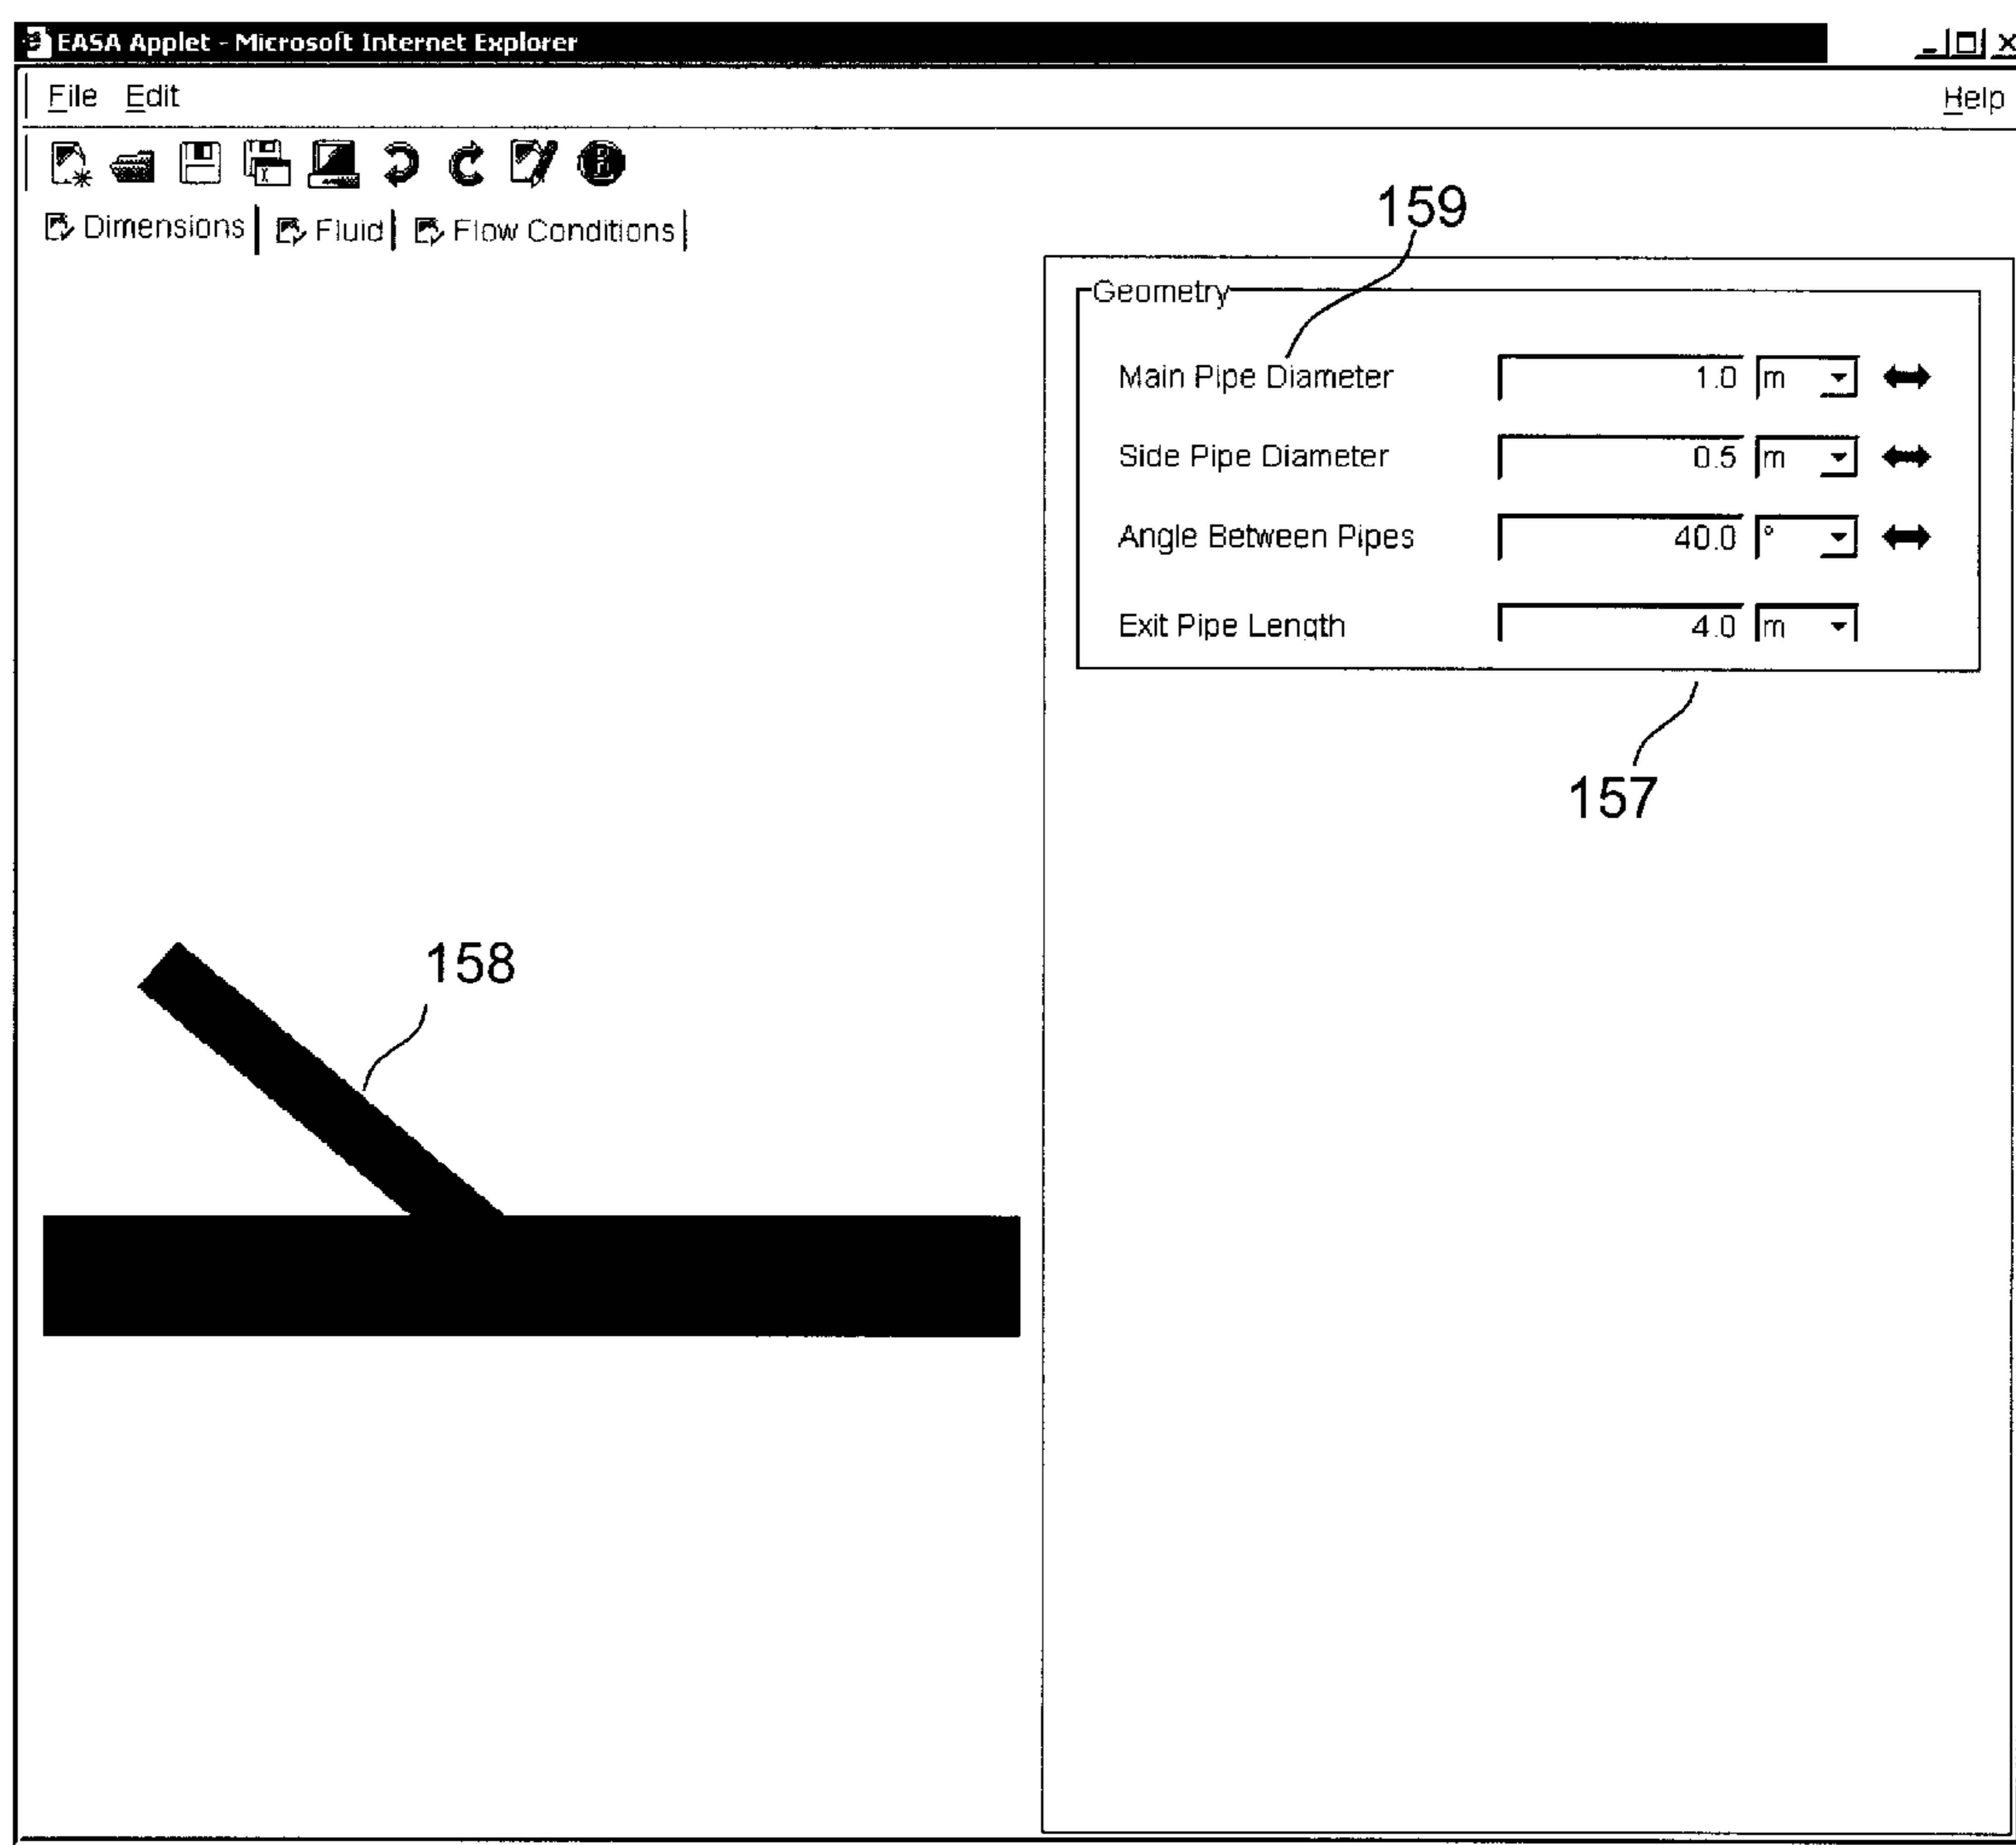 EASA Applet - Microsoft Internet Explorer
File Edit Help
Dimensions Fluid Flow Conditions
159
Geometry
Main Pipe Diameter 1.0 m
Side Pipe Diameter 0.5 m
Angle Between Pipes 40.0 °
Exit Pipe Length 4.0 m
157
158